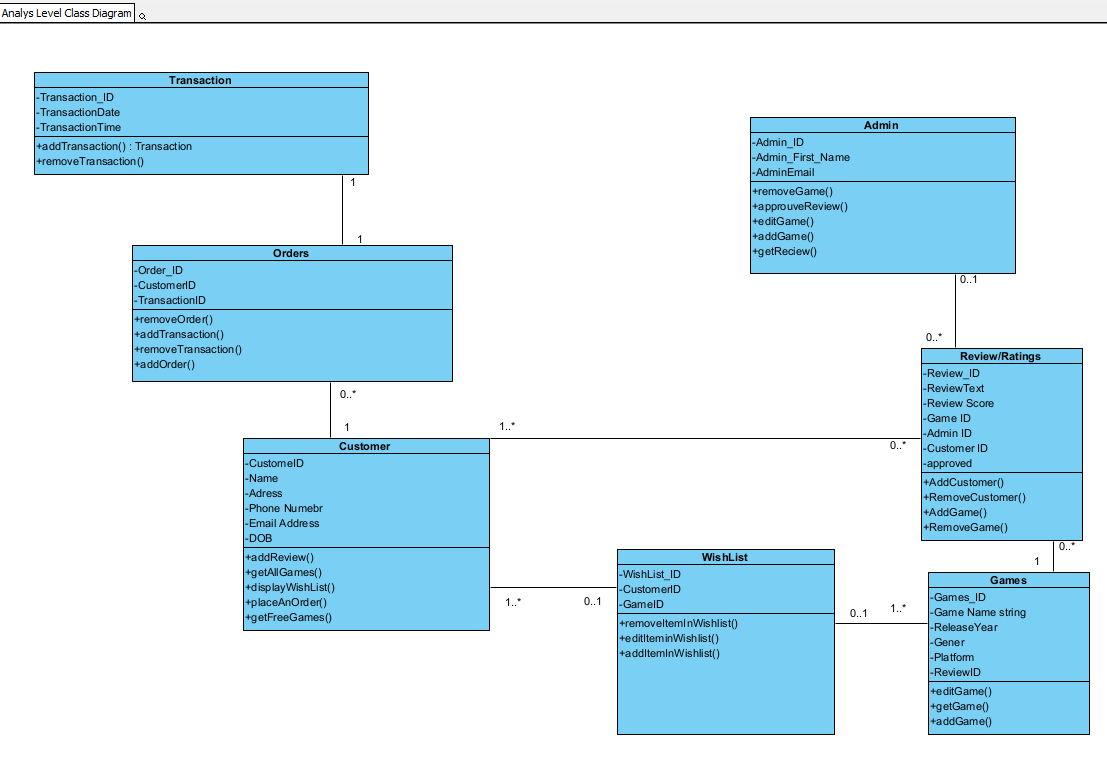 Analys Level Class Diagram
Transaction
-Transaction_ID
-TransactionDate
-TransactionTime
+addTransaction() : Transaction
+removeTransaction()
1
1
Orders
-Order_ID
-CustomerID
-TransactionID
+removeOrder()
+addTransaction()
+removeTransaction()
+addOrder()
0..*
1
Customer
-CustomeID
-Name
-Adress
-Phone Numebr
-Email Address
-DOB
+addReview()
+getAllGames()
+displayWishList()
+placeAnOrder()
+getFreeGames()
1..*
0..*
1..*
0..1
Admin
-Admin_ID
-Admin_First_Name
-AdminEmail
+removeGame()
+approuveReview()
+editGame()
+addGame()
+getReciew()
0..1
0..*
Review/Ratings
-Review_ID
-ReviewText
-Review Score
-Game ID
-Admin ID
-Customer ID
-approved
+AddCustomer()
+RemoveCustomer()
+AddGame()
+RemoveGame()
0..*
1
WishList
-WishList_ID
-CustomerID
-GameID
+removeItemInWishlist()
+editIteminWishlist()
+addItemInWishlist()
0..1
1..*
Games
-Games_ID
-Game Name string
-ReleaseYear
-Gener
-Platform
-ReviewID
+editGame()
+getGame()
+addGame()